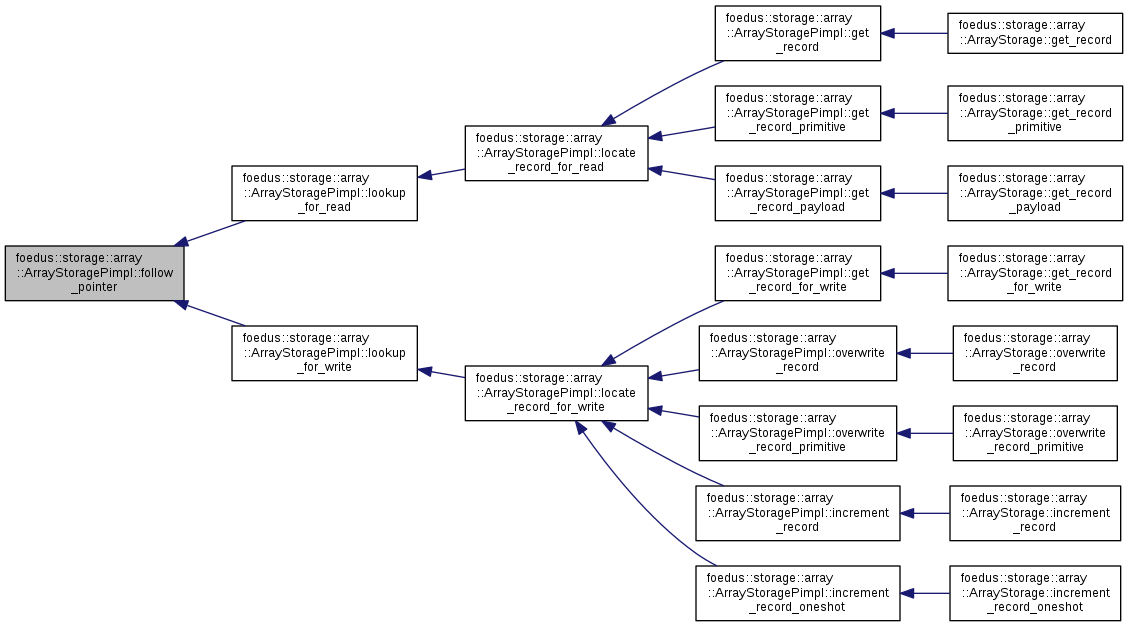 foedus::storage::array
::ArrayStoragePimpl::follow
_pointer
foedus::storage::array
::ArrayStoragePimpl::lookup
_for_read
foedus::storage::array
::ArrayStoragePimpl::locate
_record_for_read
foedus::storage::array
::ArrayStoragePimpl::get
_record
foedus::storage::array
::ArrayStorage::get_record
foedus::storage::array
::ArrayStoragePimpl::get
_record_primitive
foedus::storage::array
::ArrayStorage::get_record
_primitive
foedus::storage::array
::ArrayStoragePimpl::get
_record_payload
foedus::storage::array
::ArrayStorage::get_record
_payload
foedus::storage::array
::ArrayStoragePimpl::lookup
_for_write
foedus::storage::array
::ArrayStoragePimpl::locate
_record_for_write
foedus::storage::array
::ArrayStoragePimpl::get
_record_for_write
foedus::storage::array
::ArrayStorage::get_record
_for_write
foedus::storage::array
::ArrayStoragePimpl::overwrite
_record
foedus::storage::array
::ArrayStorage::overwrite
_record
foedus::storage::array
::ArrayStoragePimpl::overwrite
_record_primitive
foedus::storage::array
::ArrayStorage::overwrite
_record_primitive
foedus::storage::array
::ArrayStoragePimpl::increment
_record
foedus::storage::array
::ArrayStorage::increment
_record
foedus::storage::array
::ArrayStoragePimpl::increment
_record_oneshot
foedus::storage::array
::ArrayStorage::increment
_record_oneshot